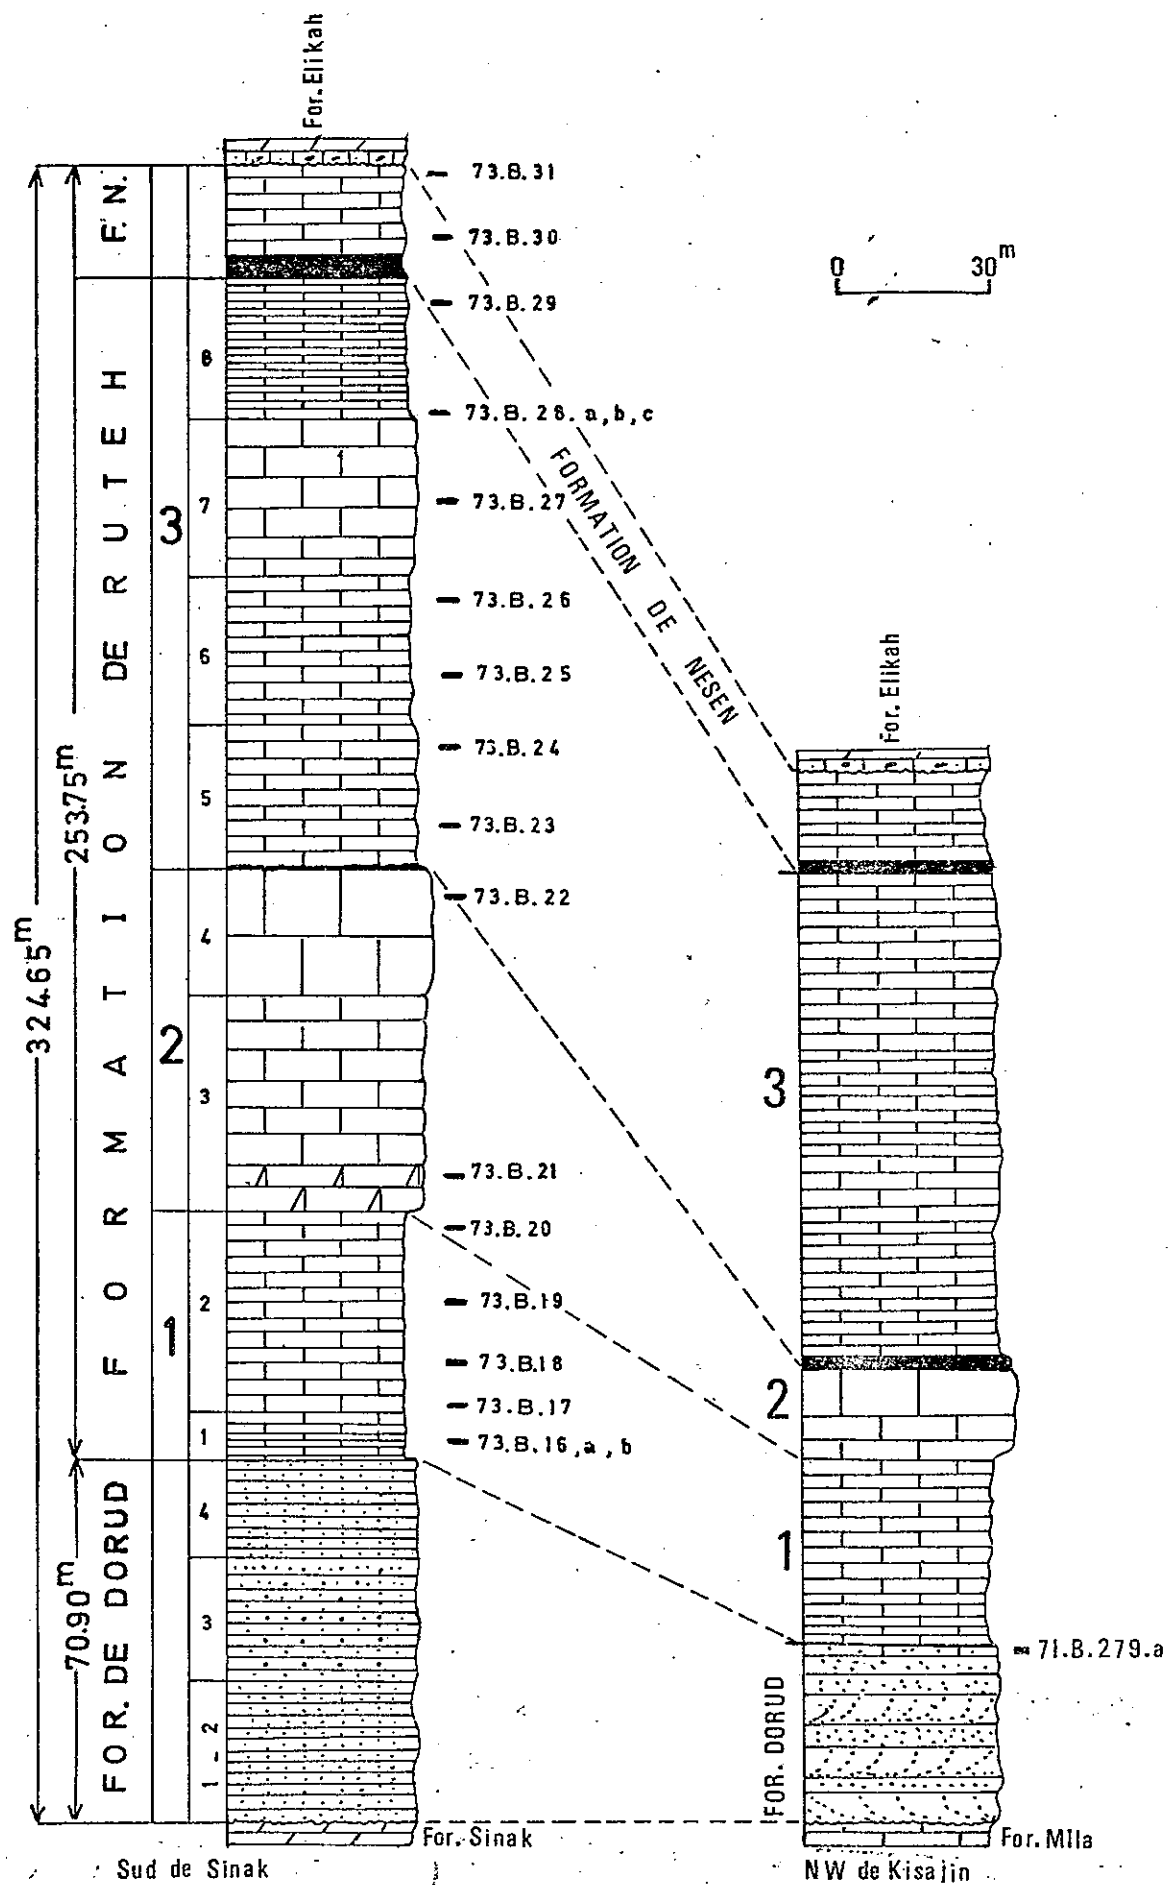 For. Elikah
F. N.
FORMATION DE RUTEH
FOR. DE DORUD
324.65m
253.75m
70.90m
3
2
1
8
7
6
5
4
3
2
1
4
3
2
1
73.B.31
73.B.30
73.B.29
73.B.28.a,b,c
73.B.27
73.B.26
73.B.25
73.B.24
73.B.23
73.B.22
73.B.21
73.B.20
73.B.19
73.B.18
73.B.17
73.B.16,a,b
For. Sinak
Sud de Sinak
0 30m
FORMATION DE NESEN
For. Elikah
3
2
1
71.B.279.a
FOR. DORUD
For. Mila
NW de Kisajin